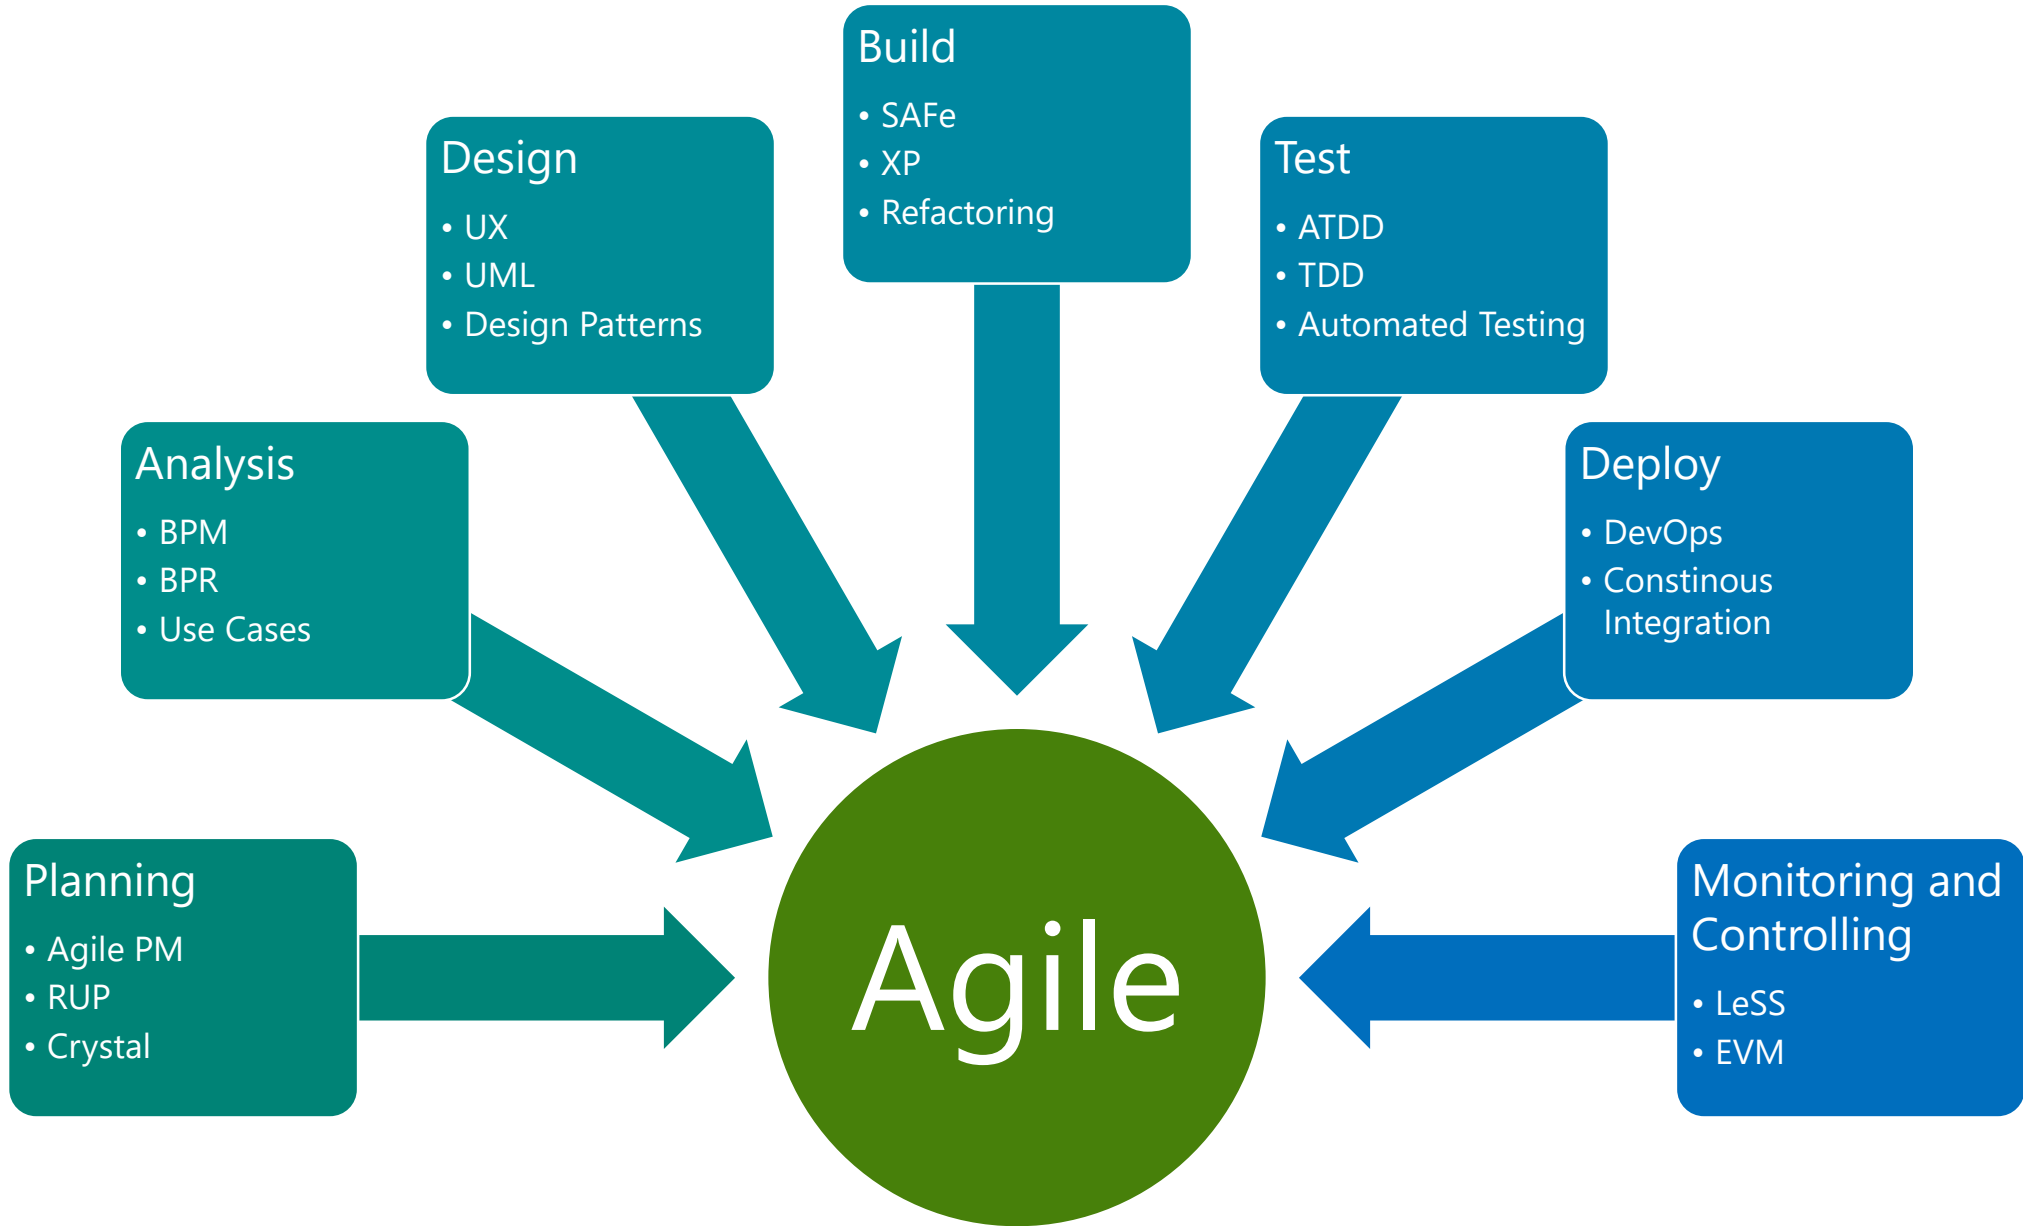 Build
• SAFe
• XP
• Refactoring
Design
• UX
• UML
• Design Patterns
Test
• ATDD
• TDD
• Automated Testing
Analysis
• BPM
• BPR
• Use Cases
Deploy
• DevOps
• Constinous
Integration
Planning
• Agile PM
• RUP
• Crystal
Agile
Monitoring and
Controlling
• LeSS
• EVM